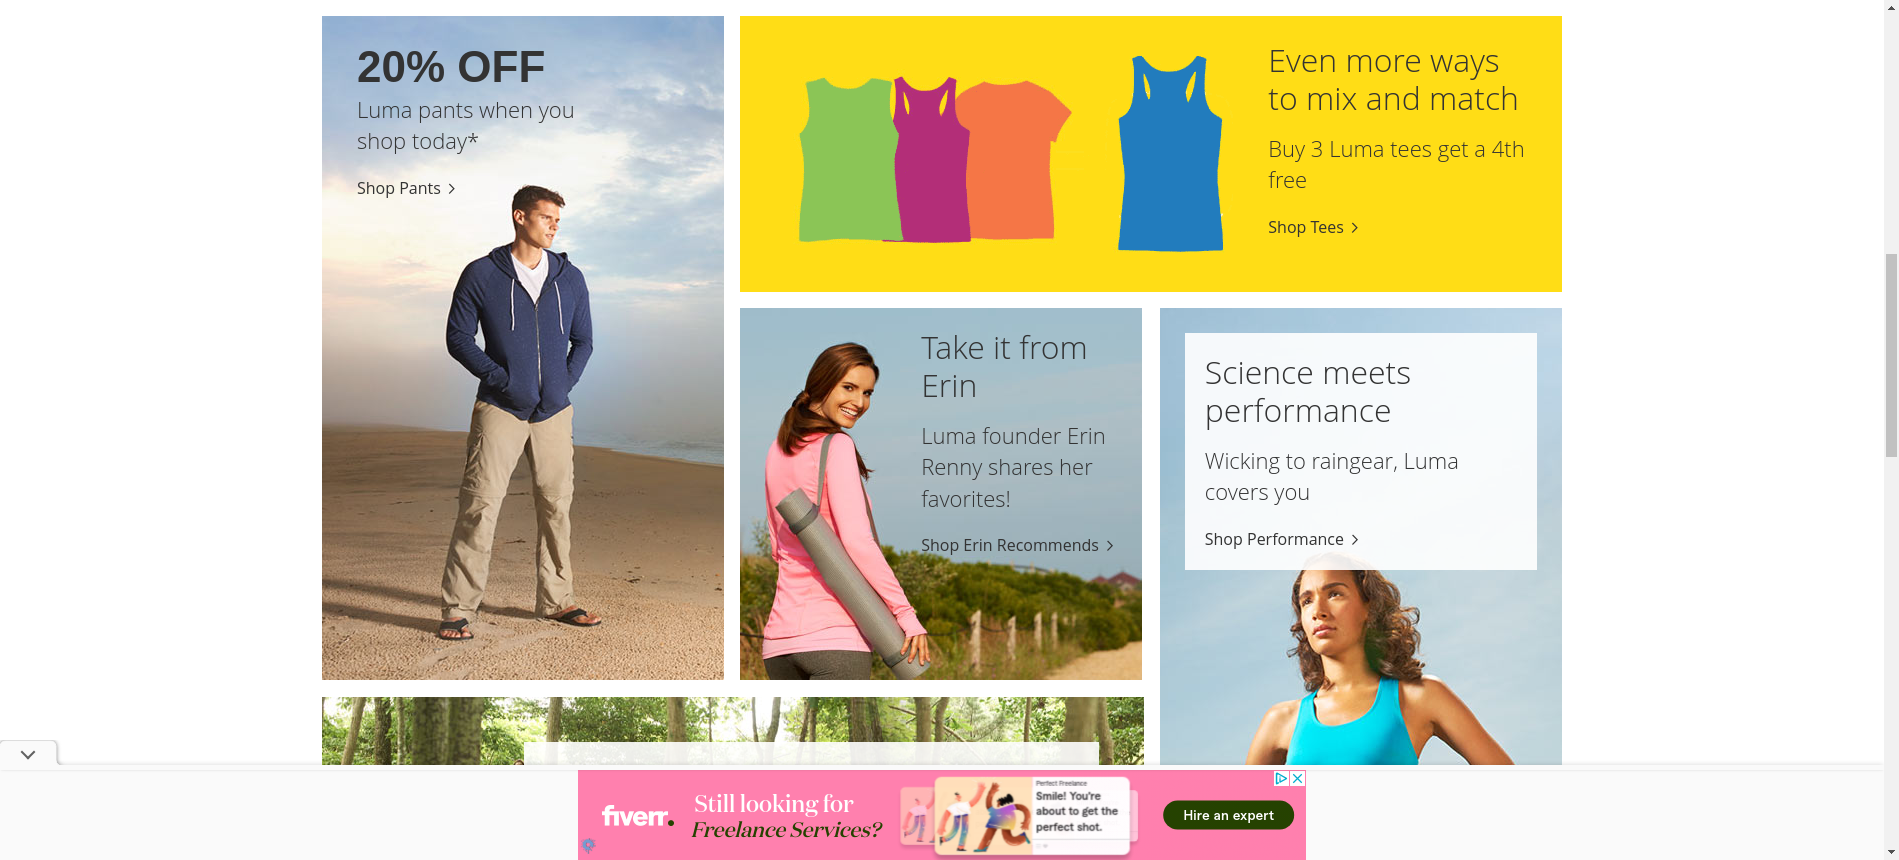 20% OFF
Luma pants when you
shop today*
Shop Pants
Even more ways
to mix and match
Buy 3 Luma tees get a 4th
free
Shop Tees
Take it from
Erin
Luma founder Erin
Renny shares her
favorites!
Shop Erin Recommends
Science meets
performance
Wicking to raingear, Luma
covers you
Shop Performance
fiverr.
Still looking for
Freelance Services?
Perfect Freelance
Smile! You're
about to get the
perfect shot.
Hire an expert